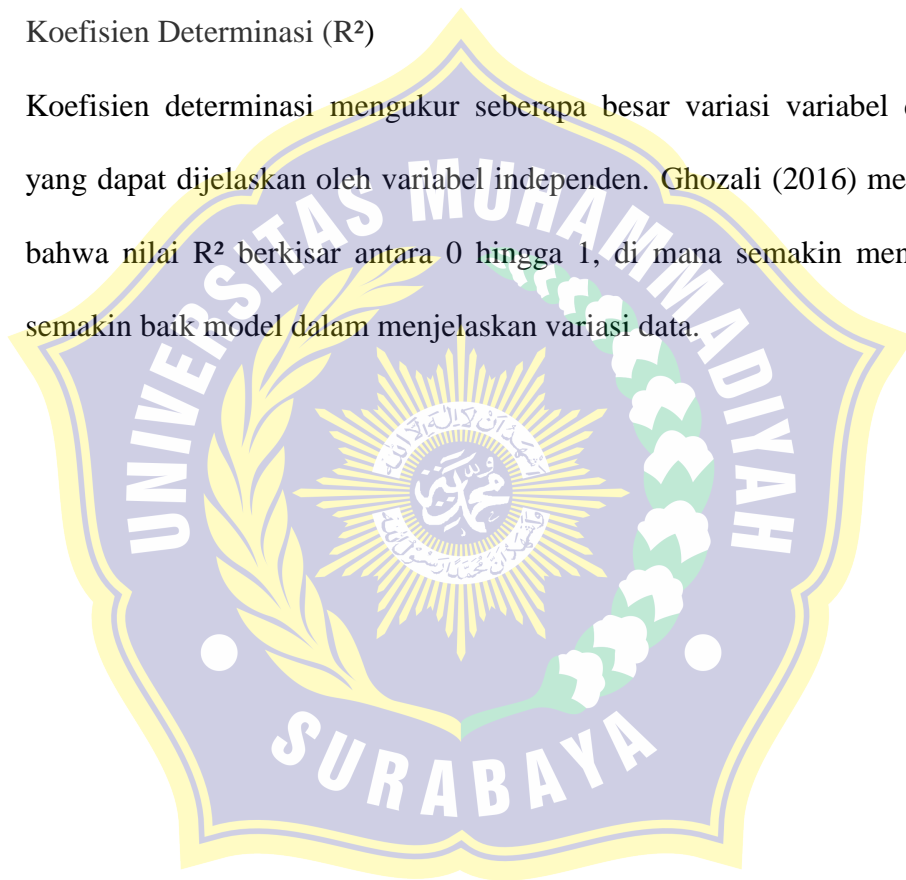 Koefisien Determinasi (R²)
Koefisien determinasi mengukur seberapa besar variasi variabel
yang dapat dijelaskan oleh variabel independen. Ghozali (2016)
bahwa nilai R² berkisar antara 0 hingga 1, di mana semakin
semakin baik model dalam menjelaskan variasi data.
UNIVERSITAS MUHAMMADIYAH
SURABAYA